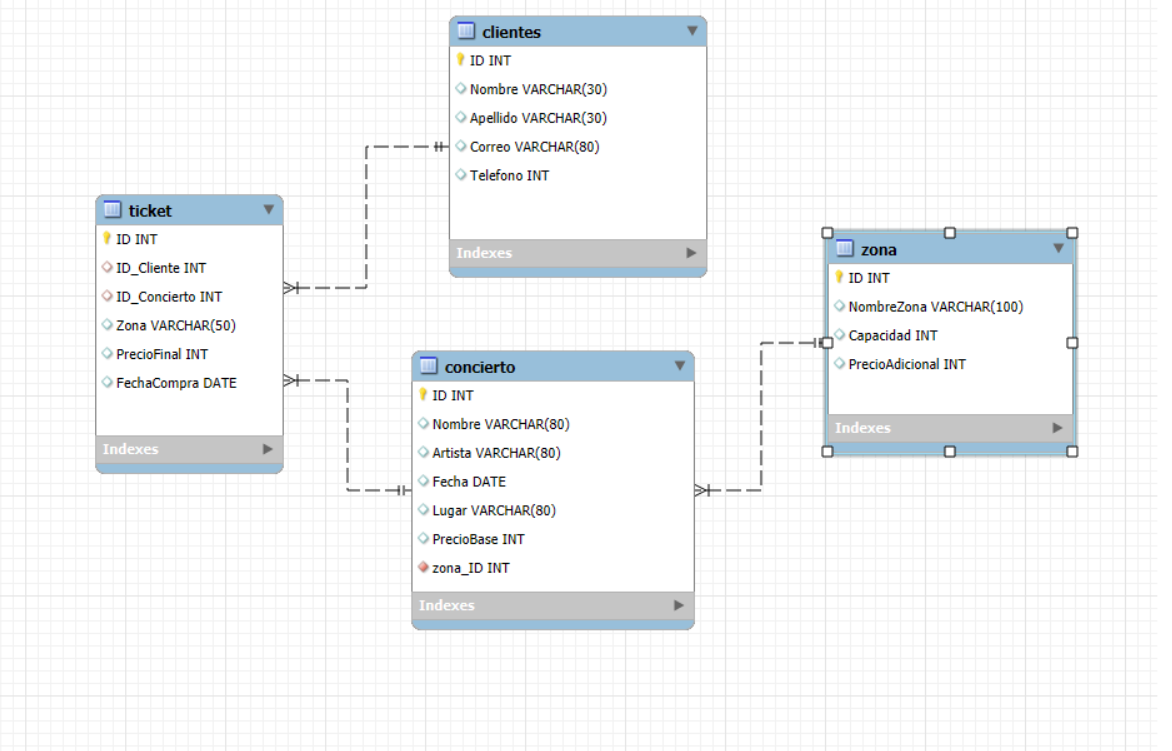 clientes
ID INT
Nombre VARCHAR(30)
Apellido VARCHAR(30)
Correo VARCHAR(80)
Telefono INT
Indexes
ticket
ID INT
ID_Cliente INT
ID_Concierto INT
Zona VARCHAR(50)
PrecioFinal INT
FechaCompra DATE
Indexes
concierto
ID INT
Nombre VARCHAR(80)
Artista VARCHAR(80)
Fecha DATE
Lugar VARCHAR(80)
PrecioBase INT
zona_ID INT
Indexes
zona
ID INT
NombreZona VARCHAR(100)
Capacidad INT
PrecioAdicional INT
Indexes